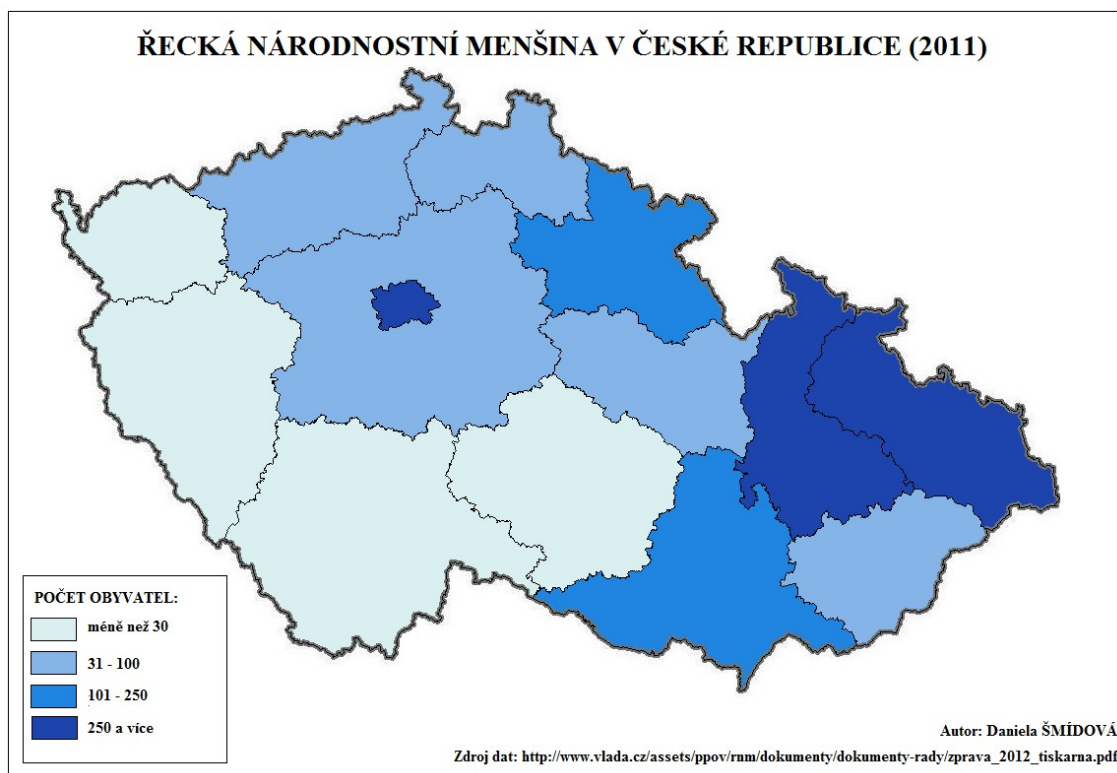 ŘECKÁ NÁRODNOSTNÍ MENŠINA V ČESKÉ REPUBLICE (2011)
POČET OBYVATEL:
méně než 30
31 - 100
101 - 250
250 a více
Autor: Daniela ŠMÍDOVÁ
Zdroj dat: http://www.vlada.cz/assets/ppov/rnm/dokumenty/dokumenty-rady/zprava_2012_tiskarna.pdf